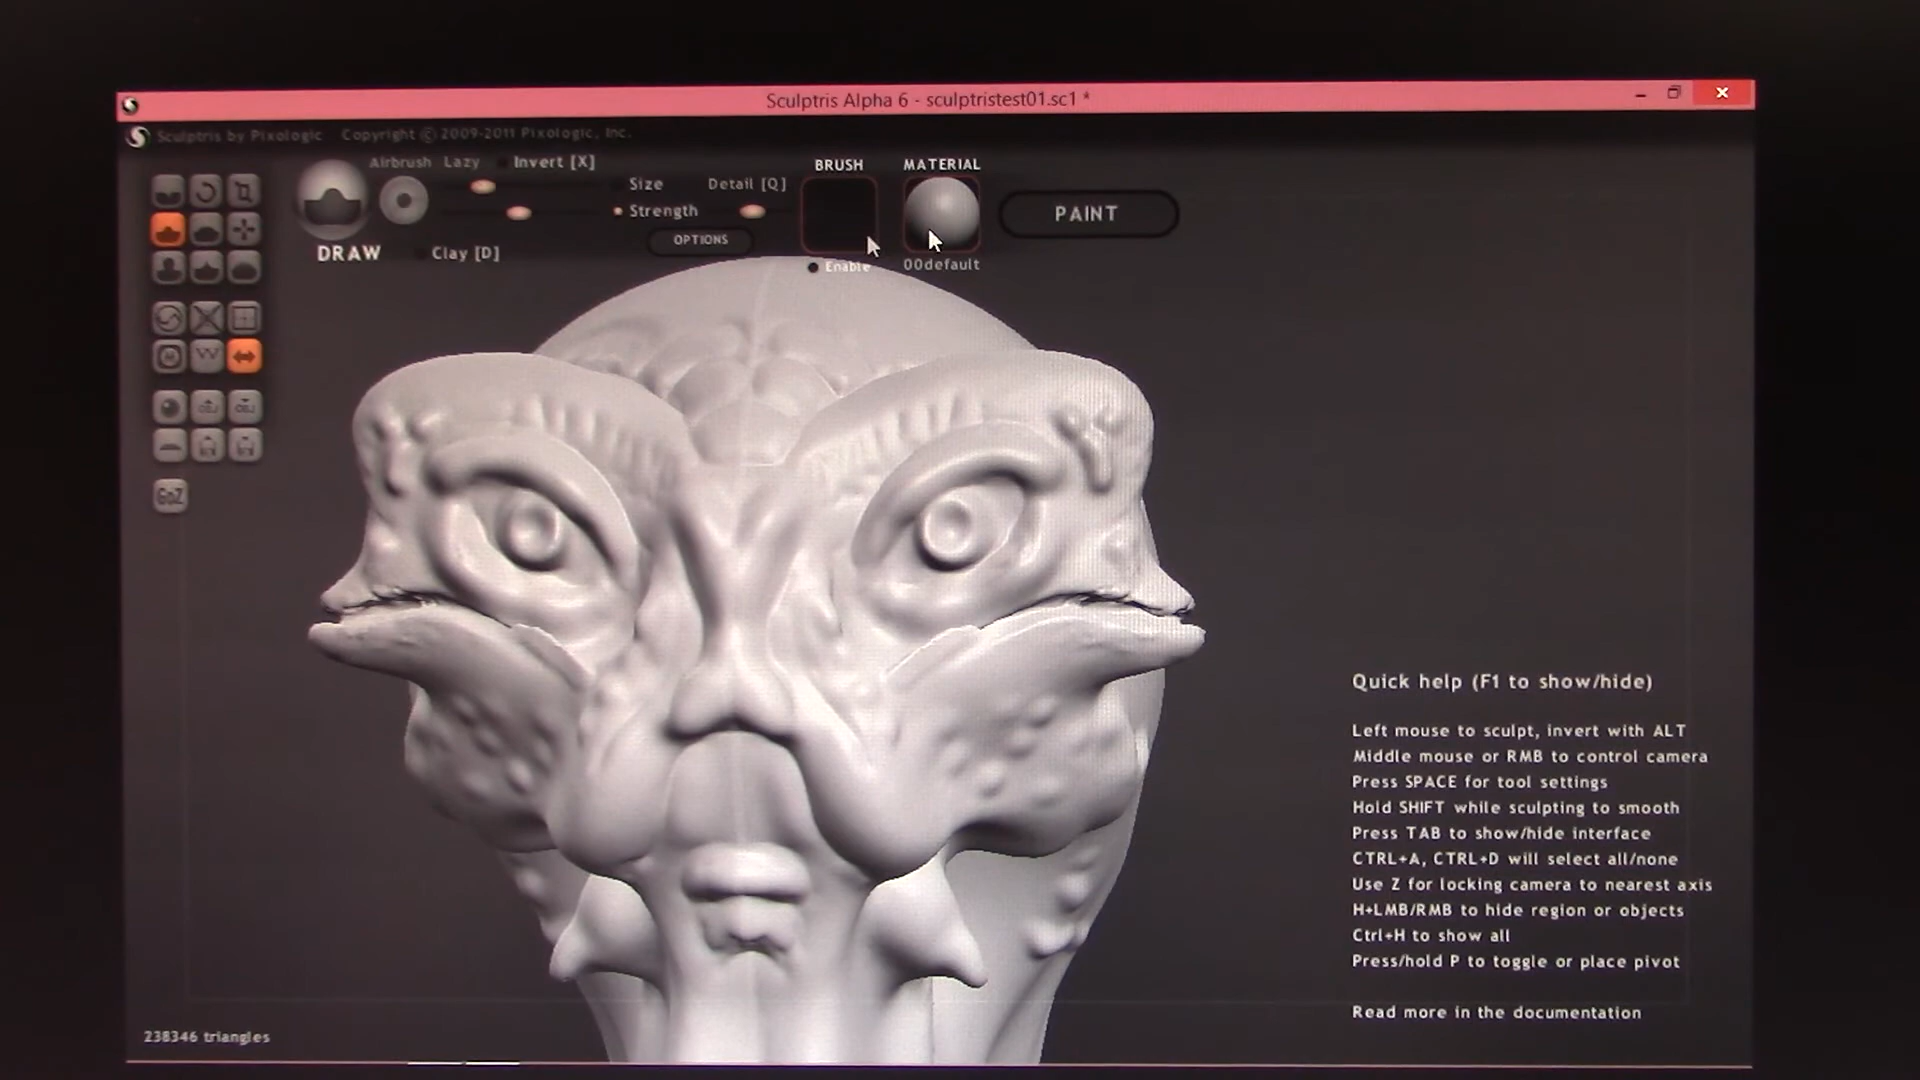 Sculptris Alpha 6 - sculptristest01.sc1 *
Sculptris by Pixologic Copyright © 2009-2011 Pixologic, Inc.
Airbrush Lazy Invert [X]
BRUSH MATERIAL
Size Detail [Q]
Strength
PAINT
OPTIONS
DRAW Clay [D]
Enable 00default
OBJ OBJ
GoZ
Quick help (F1 to show/hide)
Left mouse to sculpt, invert with ALT
Middle mouse or RMB to control camera
Press SPACE for tool settings
Hold SHIFT while sculpting to smooth
Press TAB to show/hide interface
CTRL+A, CTRL+D will select all/none
Use Z for locking camera to nearest axis
H+LMB/RMB to hide region or objects
Ctrl+H to show all
Press/hold P to toggle or place pivot
Read more in the documentation
238346 triangles